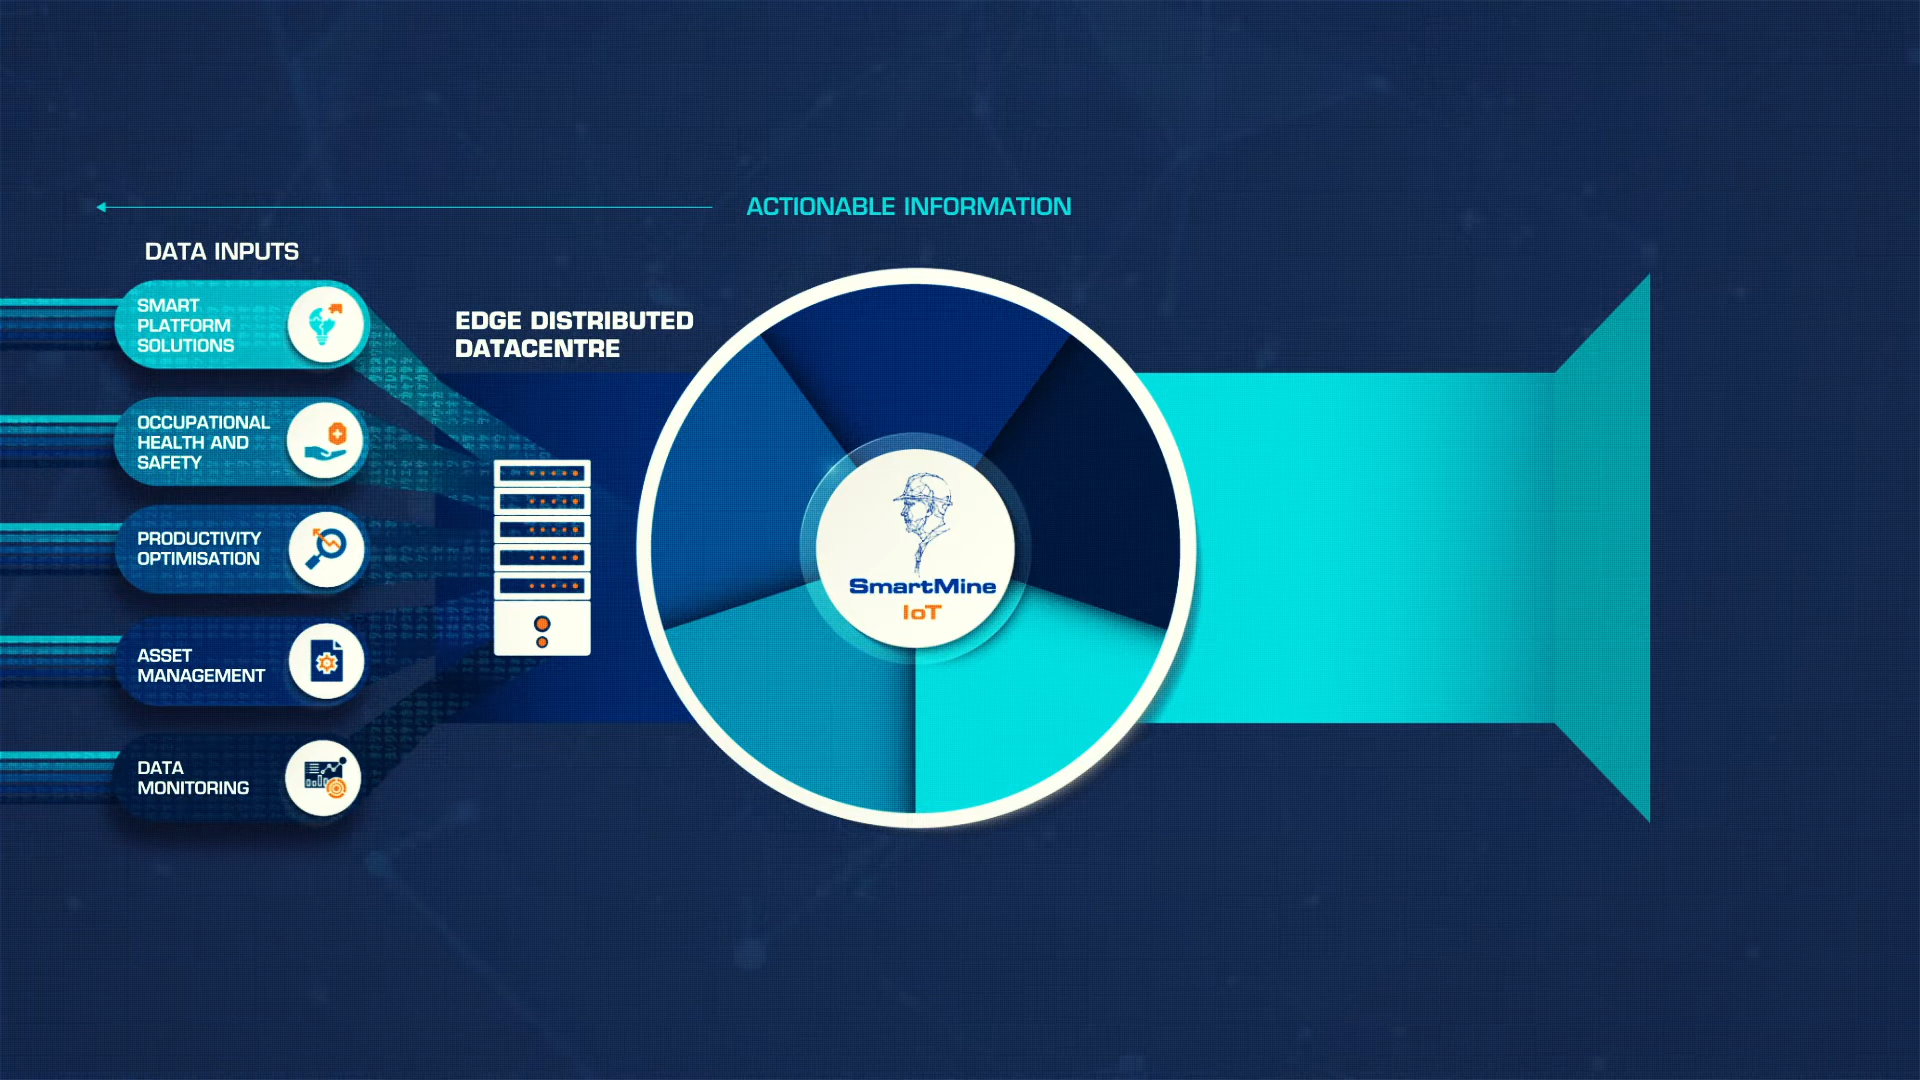 ACTIONABLE INFORMATION
DATA INPUTS
SMART
PLATFORM
SOLUTIONS
OCCUPATIONAL
HEALTH AND
SAFETY
PRODUCTIVITY
OPTIMISATION
ASSET
MANAGEMENT
DATA
MONITORING
EDGE DISTRIBUTED
DATACENTRE
SmartMine
IoT